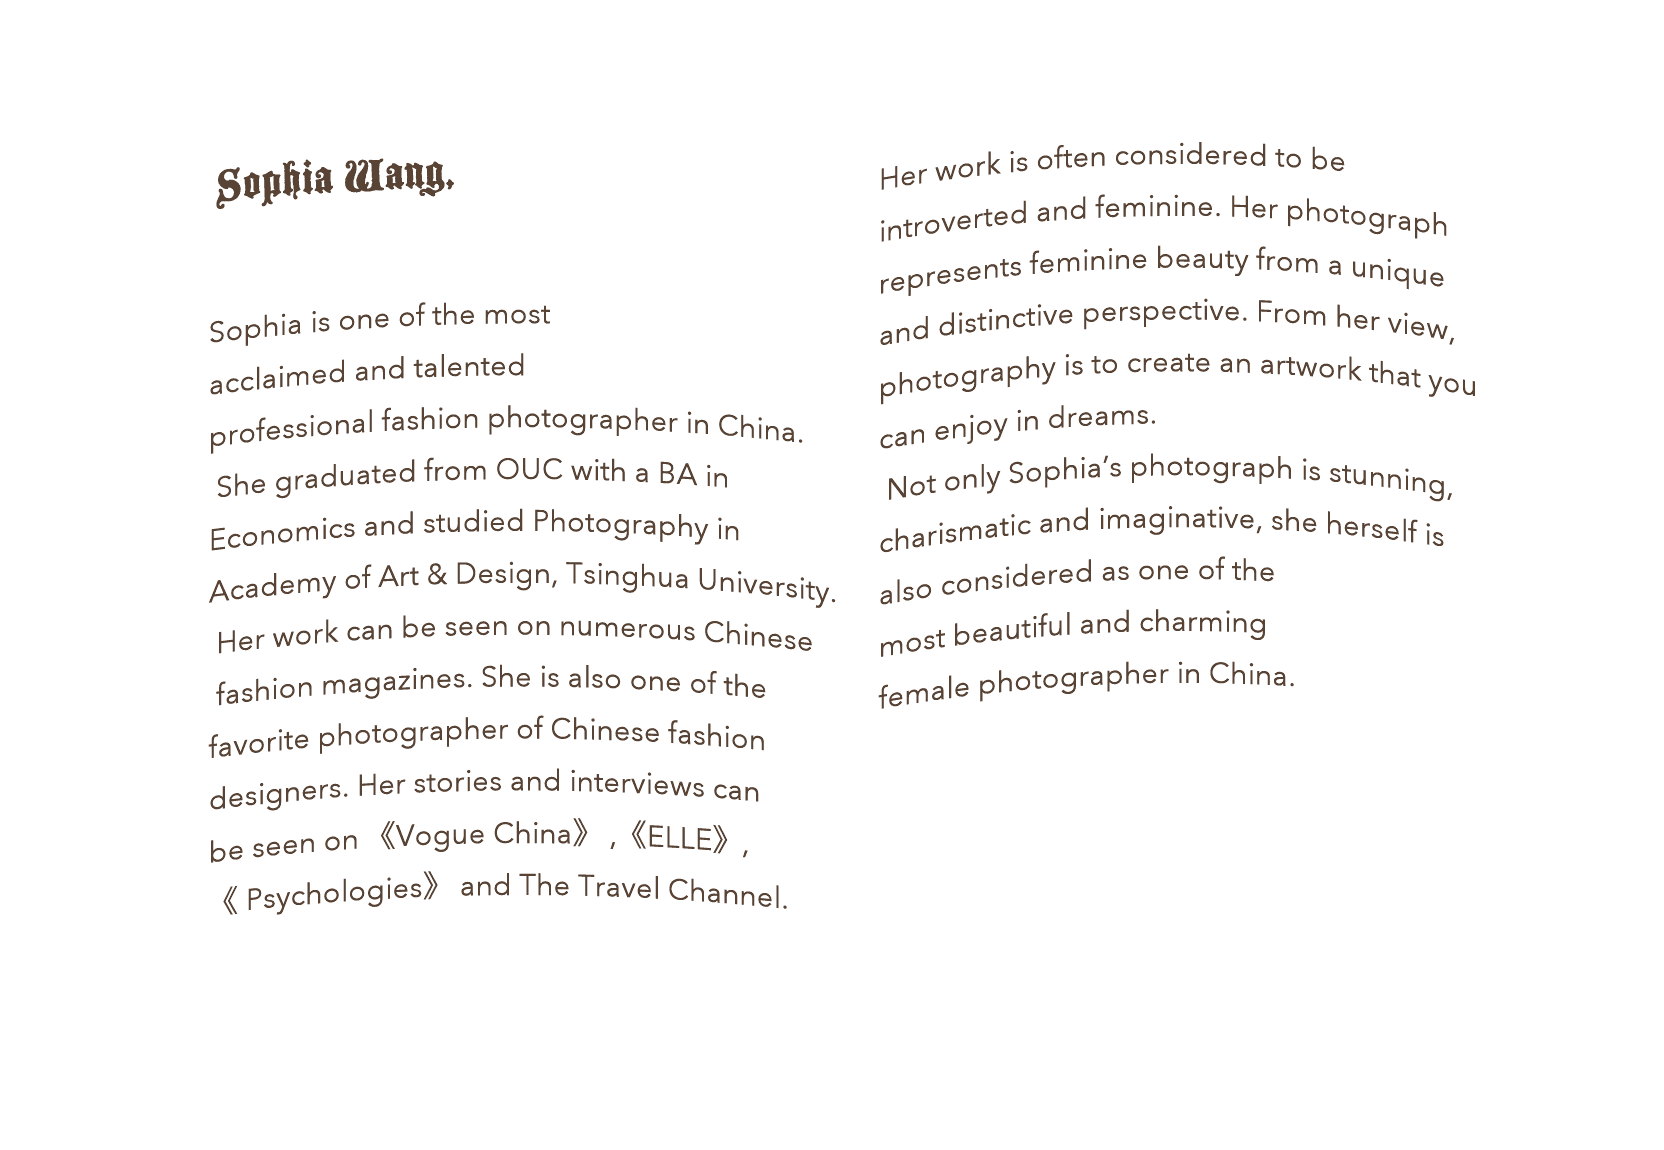 Sophia Wang.
Sophia is one of the most
acclaimed and talented
professional fashion photographer in China.
She graduated from OUC with a BA in
Economics and studied Photography in
Academy of Art & Design, Tsinghua University.
Her work can be seen on numerous Chinese
fashion magazines. She is also one of the
favorite photographer of Chinese fashion
designers. Her stories and interviews can
be seen on 《Vogue China》 ,《ELLE》 ,
《 Psychologies》 and The Travel Channel.
Her work is often considered to be
introverted and feminine. Her photograph
represents feminine beauty from a unique
and distinctive perspective. From her view,
photography is to create an artwork that you
can enjoy in dreams.
Not only Sophia’s photograph is stunning,
charismatic and imaginative, she herself is
also considered as one of the
most beautiful and charming
female photographer in China.